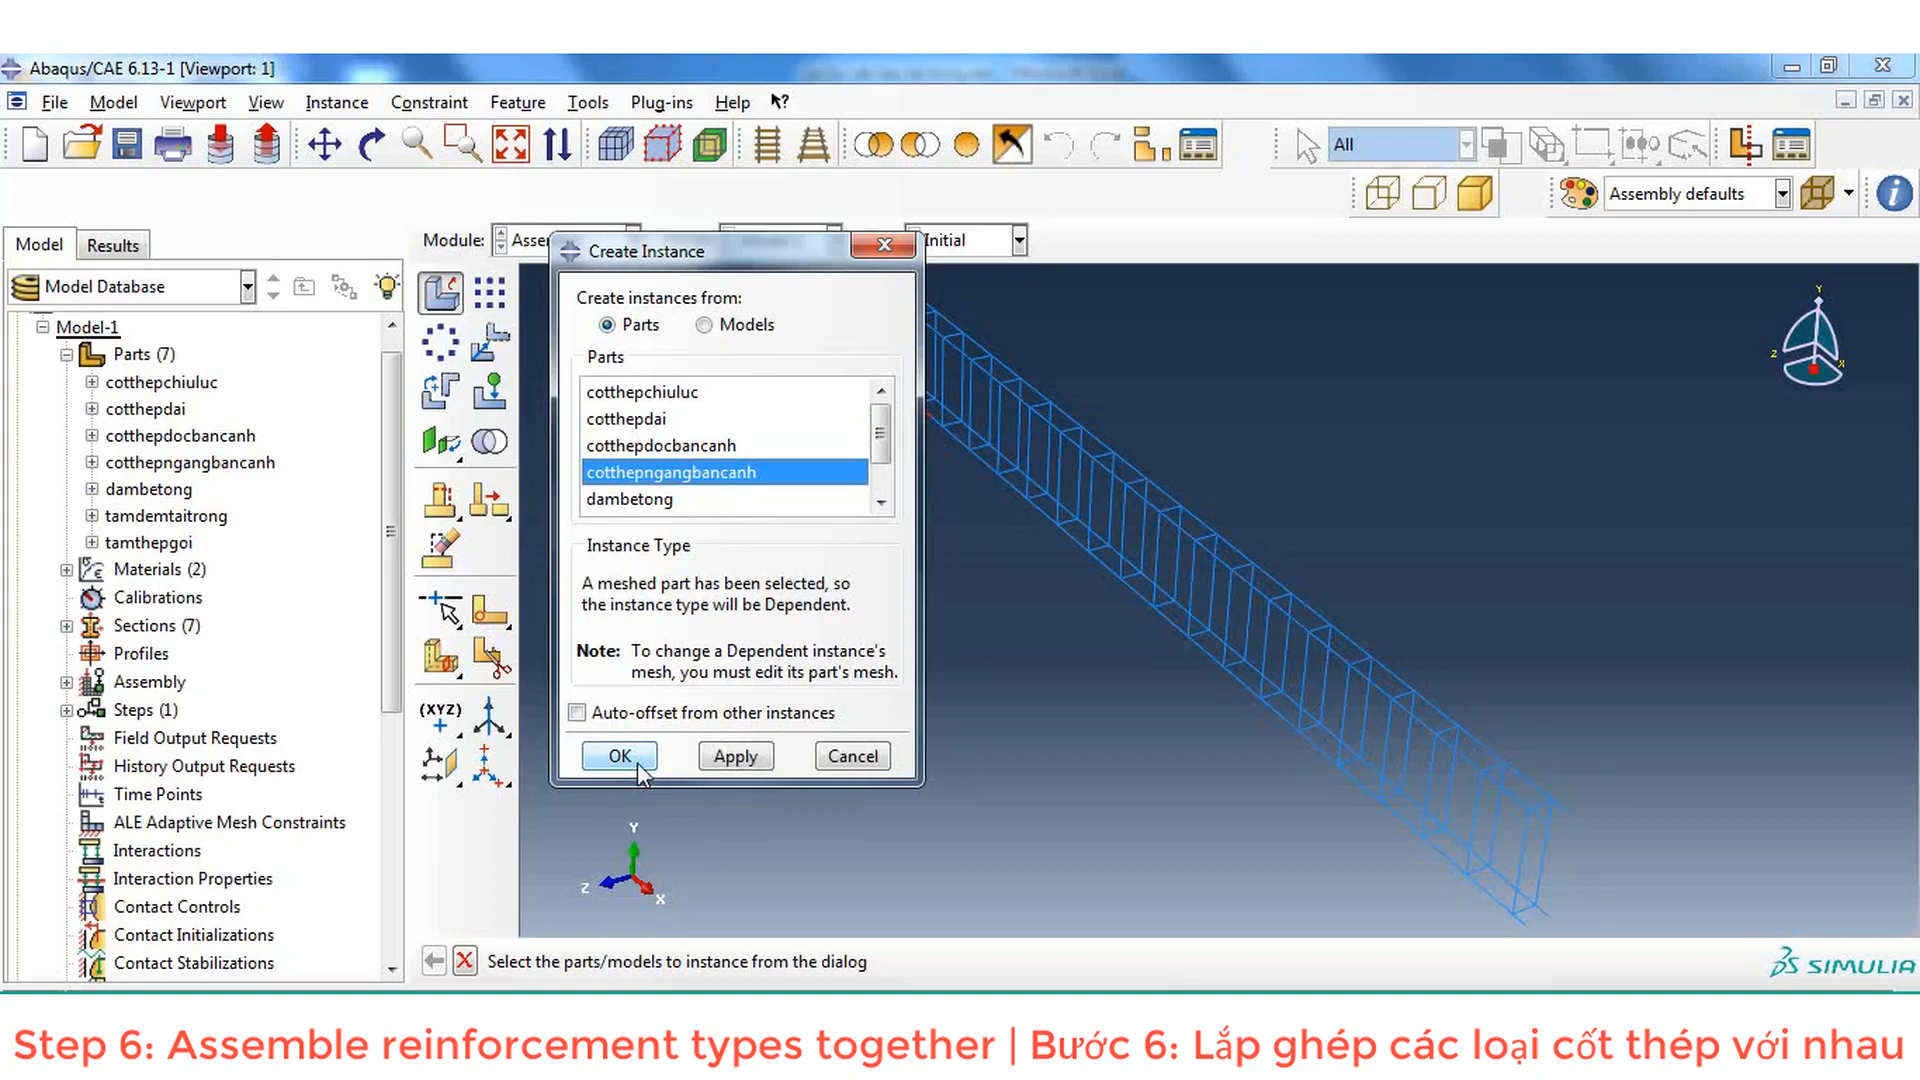 Abaqus/CAE 6.13-1 [Viewport: 1]
File Model Viewport View Instance Constraint Feature Tools Plug-ins Help
All
Assembly defaults
Model Results
Module: Initial
Model Database
Model-1
Parts (7)
cotthepchiuluc
cotthepdai
cotthepdocbancanh
cotthepngangbancanh
dambetong
tamdemtaitrong
tamthepgoi
Materials (2)
Calibrations
Sections (7)
Profiles
Assembly
Steps (1)
Field Output Requests
History Output Requests
Time Points
ALE Adaptive Mesh Constraints
Interactions
Interaction Properties
Contact Controls
Contact Initializations
Contact Stabilizations
(XYZ)
Create Instance
Create instances from:
Parts Models
Parts
cotthepchiuluc
cotthepdai
cotthepdocbancanh
cotthepngangbancanh
dambetong
Instance Type
A meshed part has been selected, so
the instance type will be Dependent.
Note: To change a Dependent instance's
mesh, you must edit its part's mesh.
Auto-offset from other instances
OK Apply Cancel
Y
Z
X
Y
Z
X
Select the parts/models to instance from the dialog
SIMULIA
Step 6: Assemble reinforcement types together | Bước 6: Lắp ghép các loại cốt thép với nhau